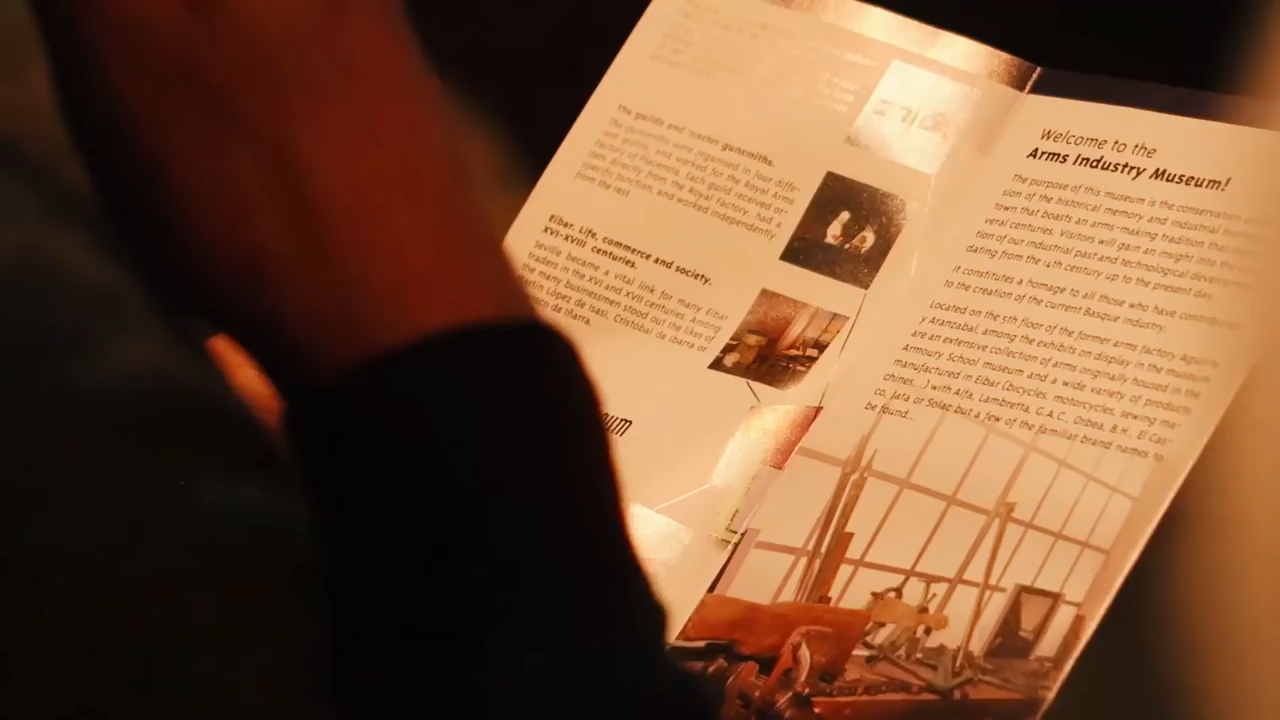 The guilds and master gunsmiths.
The gunsmiths were organised in four diffe-
rent guilds, and worked for the Royal Arms
Factory of Placencia. Each guild received or-
ders directly from the Royal Factory, had a
specific function, and worked independently
from the rest.
Eibar. Life, commerce and society.
XVI-XVIII centuries.
Seville became a vital link for many Eibar
traders in the XVI and XVII centuries. Among
the many businessmen stood out the likes of
Martín López de Isasi, Cristóbal de Ibarra or
de Iñarra.
Welcome to the
Arms Industry Museum!
The purpose of this museum is the conservation
sion of the historical memory and industrial
town that boasts an arms-making tradition that
veral centuries. Visitors will gain an insight into
tion of our industrial past and technological
dating from the 14th century up to the present day.
It constitutes a homage to all those who have
to the creation of the current Basque industry.
Located on the 5th floor of the former arms factory
y Aranzabal, among the exhibits on display in the museum
are an extensive collection of arms originally housed in the
Armoury School museum and a wide variety of products
manufactured in Eibar (bicycles, motorcycles, sewing ma-
chines...) with Alfa, Lambretta, G.A.C., Orbea, B.H., El Cas-
co, Jata or Solac but a few of the familiar brand names to
be found...